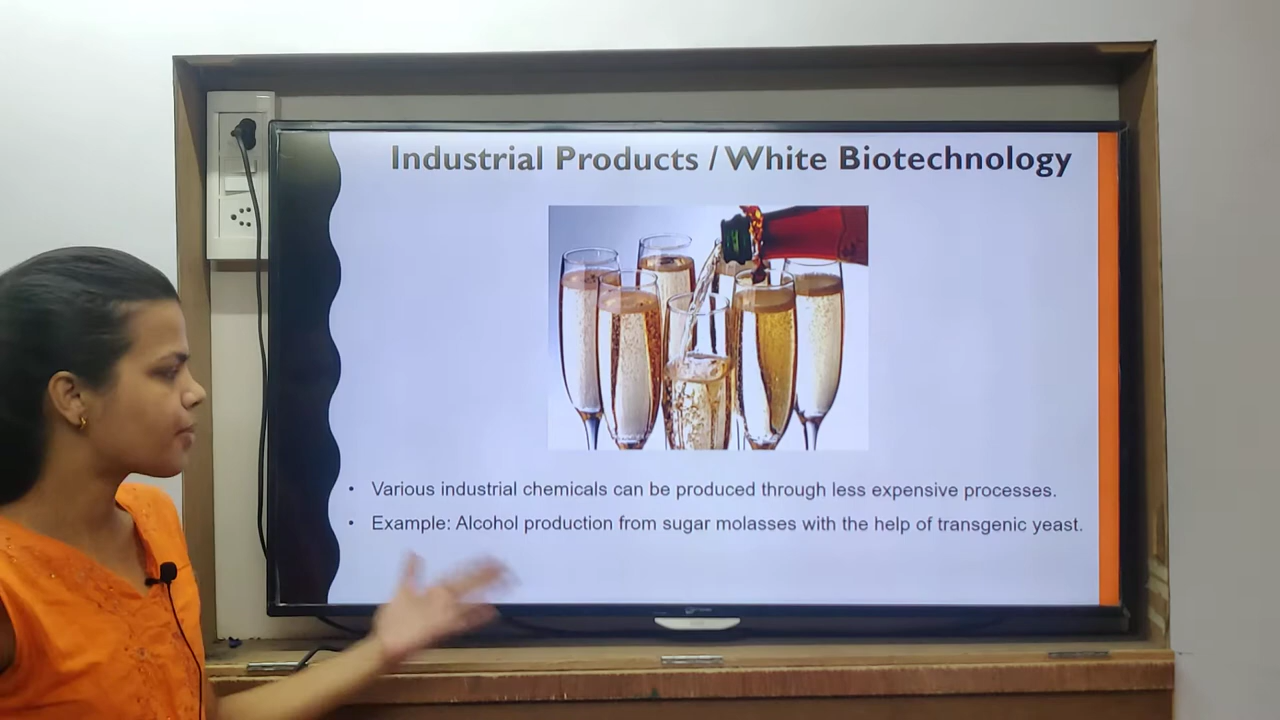 Industrial Products / White Biotechnology
• Various industrial chemicals can be produced through less expensive processes.
• Example: Alcohol production from sugar molasses with the help of transgenic yeast.